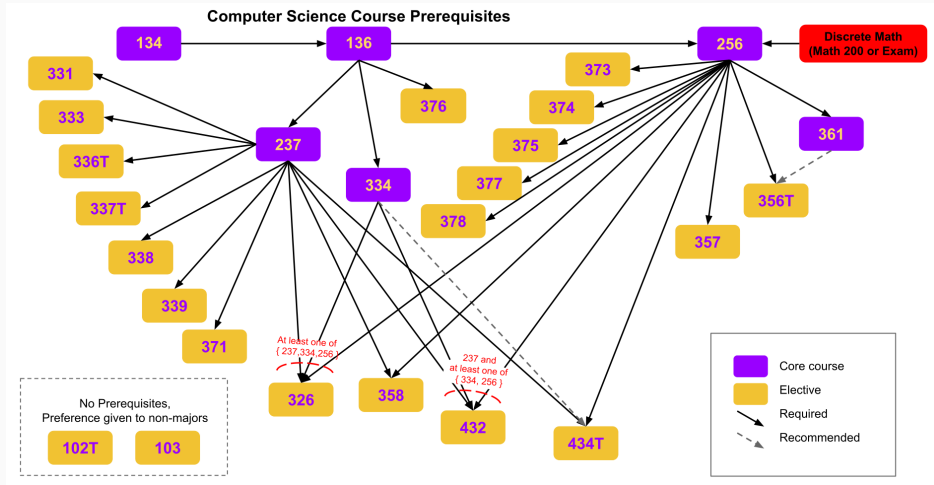 Computer Science Course Prerequisites
134
136
256
Discrete Math
(Math 200 or Exam)
331
373
376
374
333
361
237
375
336T
377
334
356T
337T
378
357
338
339
371
At least one of
{ 237,334,256 }
237 and
at least one of
{ 334, 256 }
326
358
432
434T
No Prerequisites,
Preference given to non-majors
102T
103
Core course
Elective
Required
Recommended